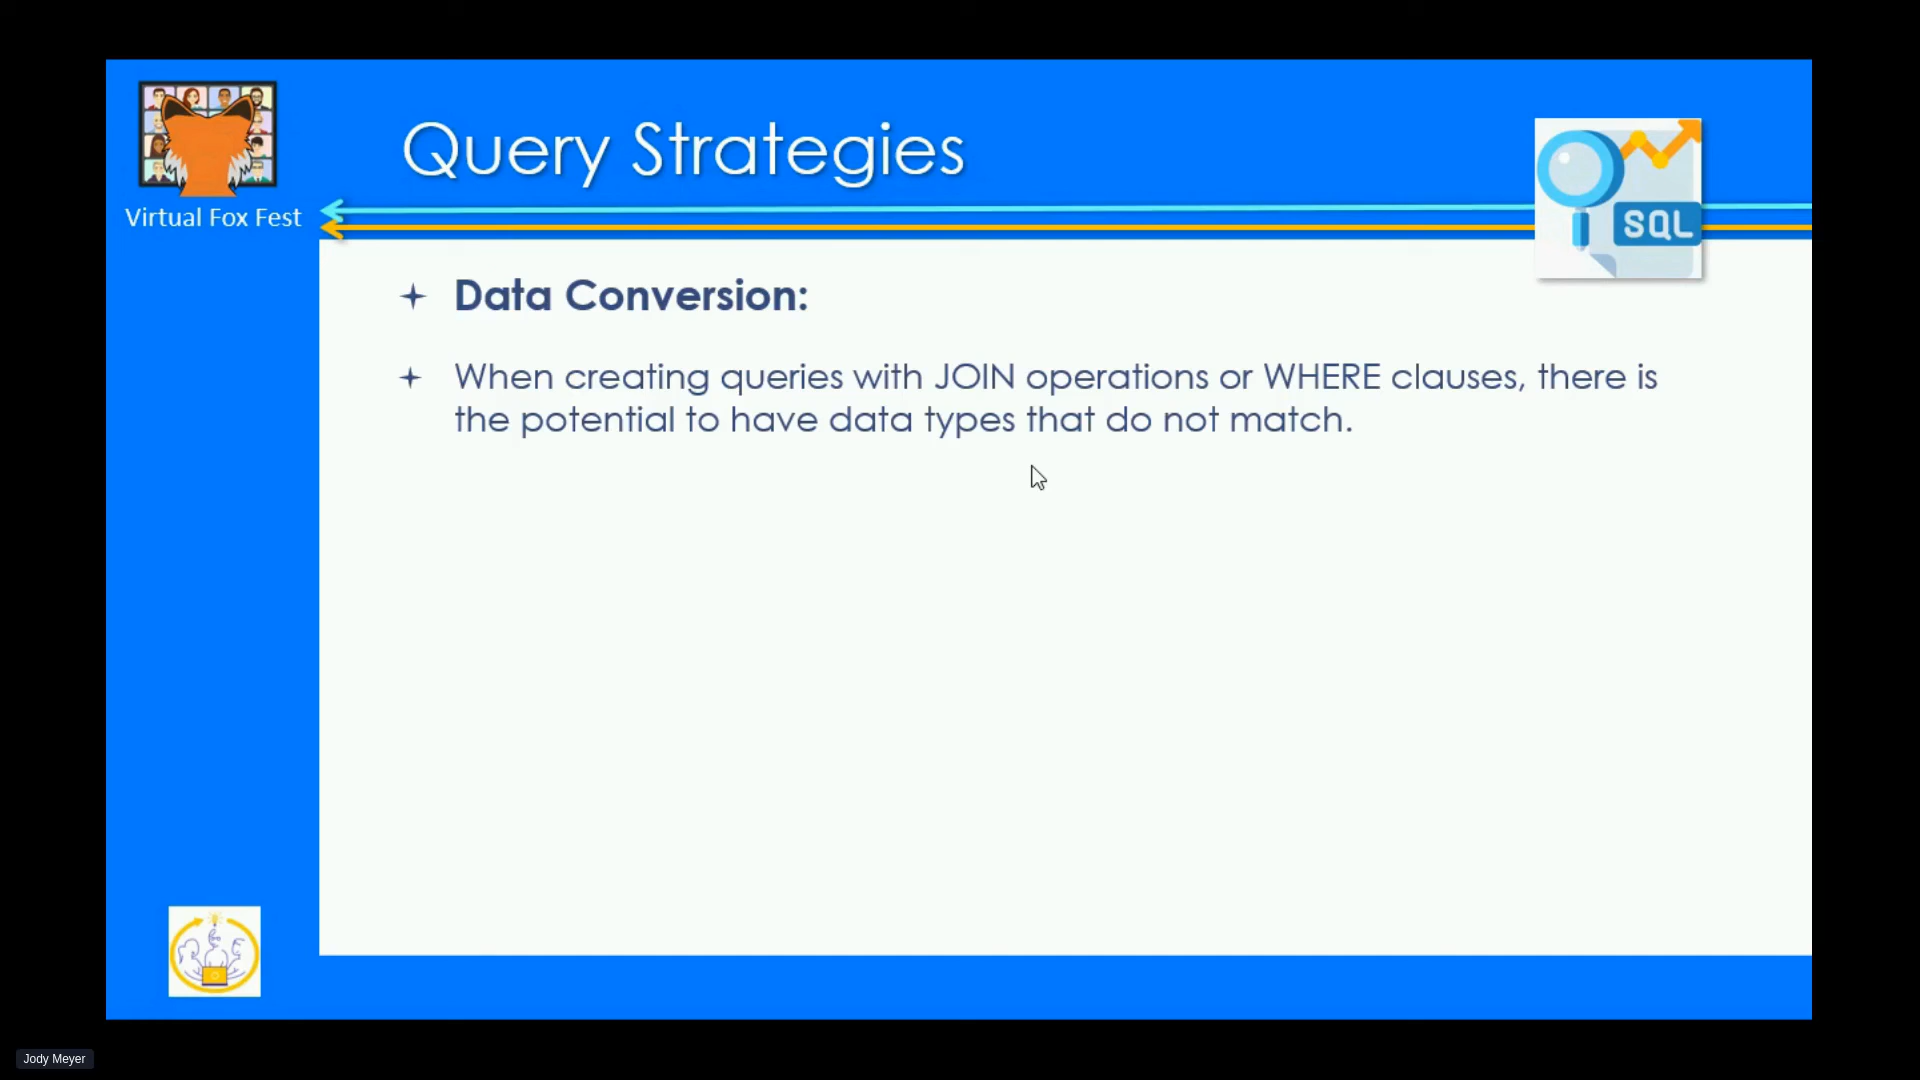 Query Strategies
SQL
Virtual Fox Fest
Data Conversion:
When creating queries with JOIN operations or WHERE clauses, there is
the potential to have data types that do not match.
Jody Meyer